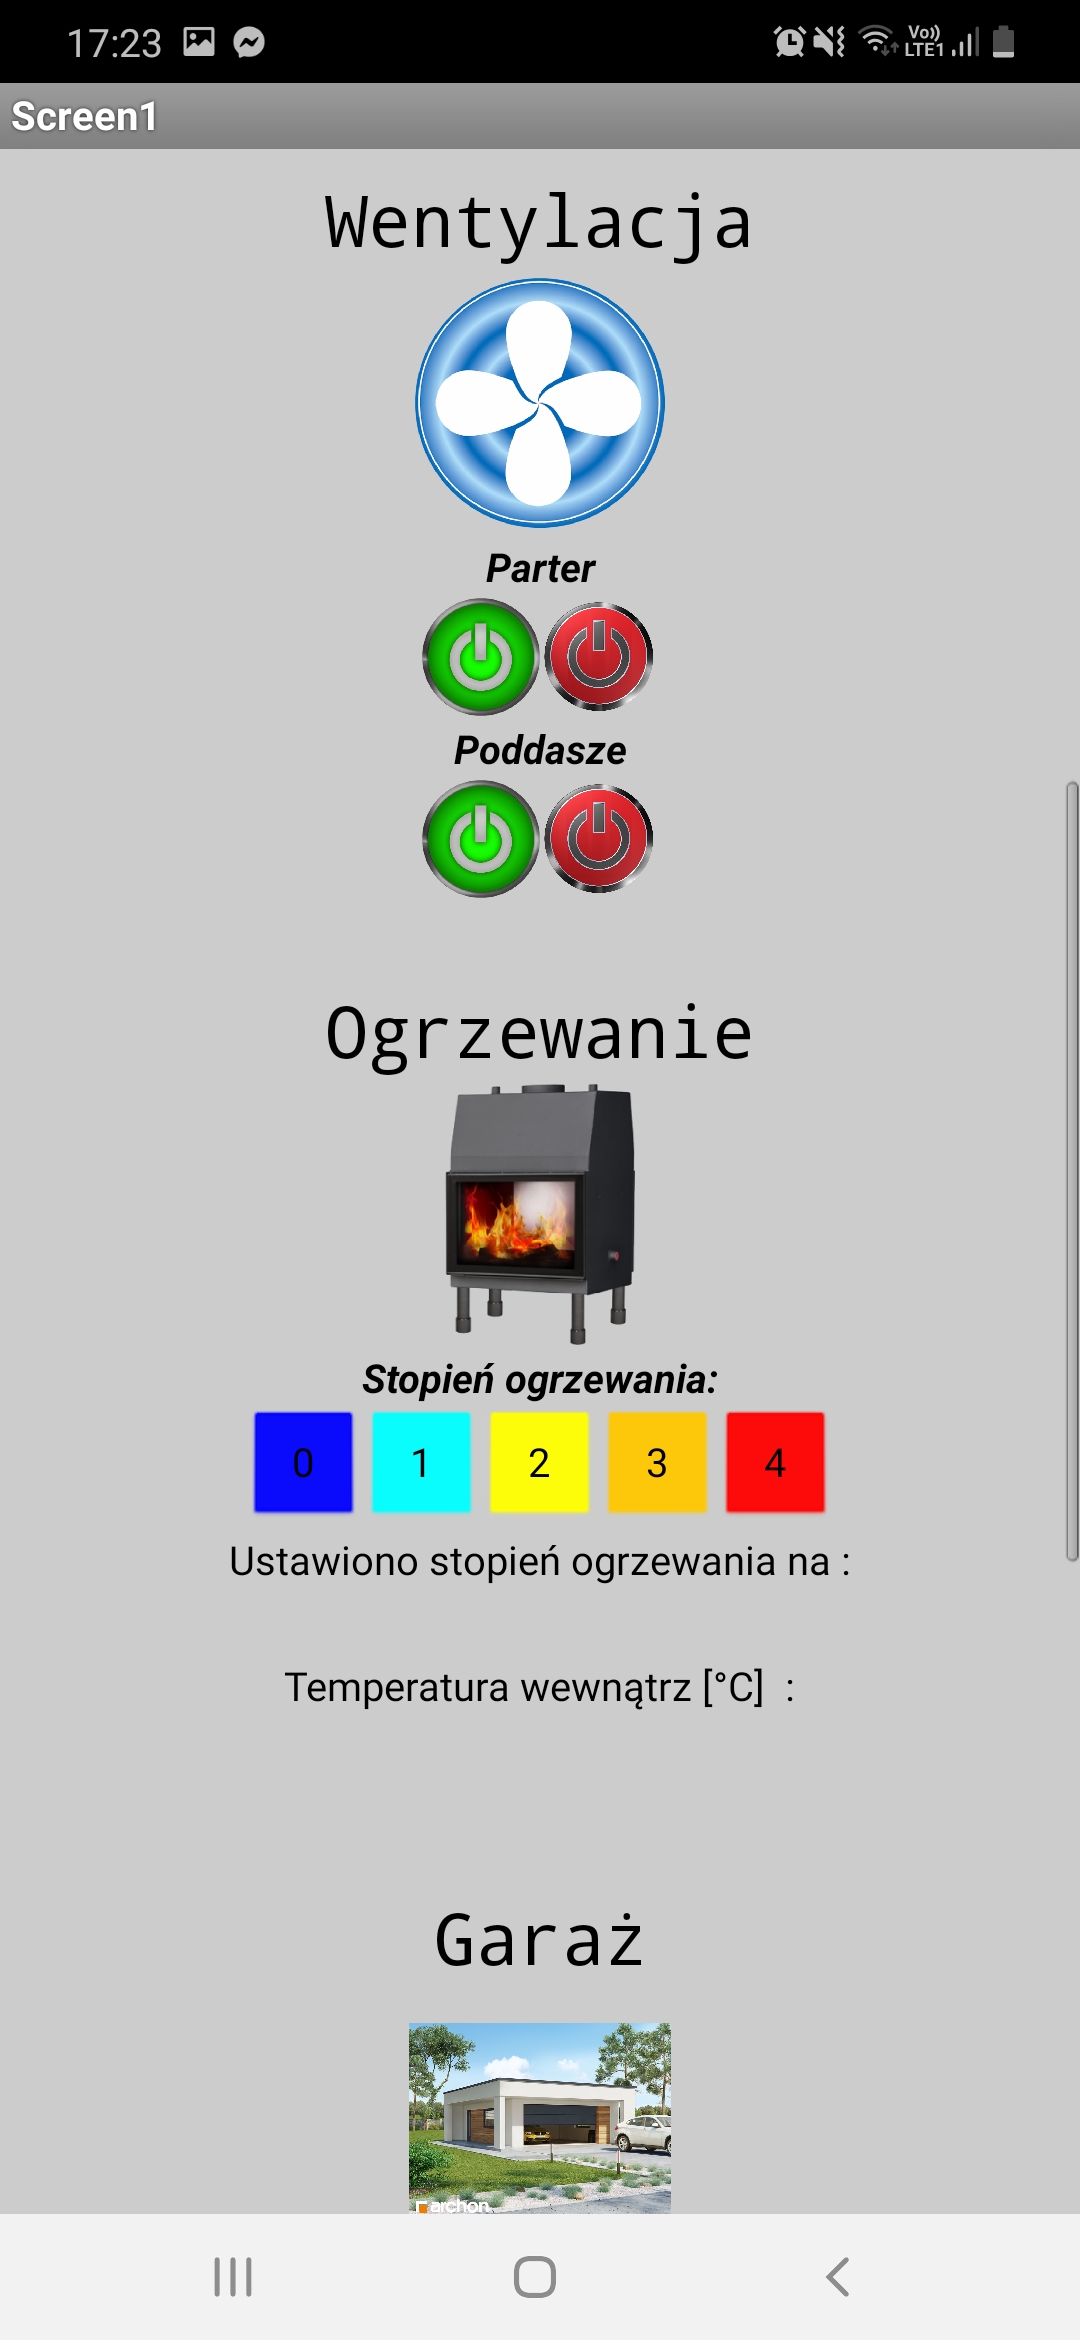 17:23
Vo))
LTE1
Screen1
Wentylacja
Parter
Poddasze
Ogrzewanie
Stopień ogrzewania:
0 1 2 3 4
Ustawiono stopień ogrzewania na :
Temperatura wewnątrz [°C] :
Garaż
archon